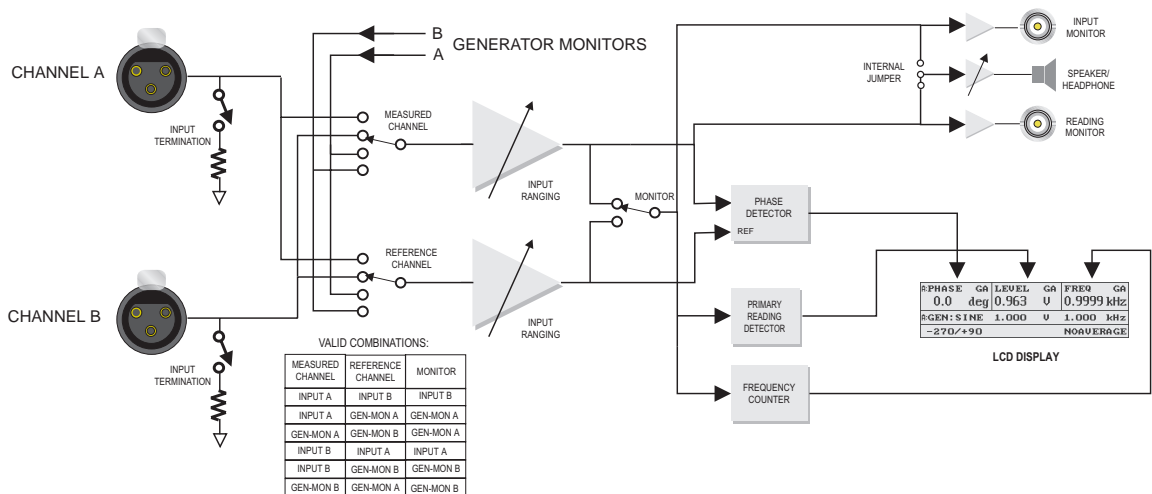 B
A
GENERATOR MONITORS
CHANNEL A
INPUT
TERMINATION
MEASURED
CHANNEL
INPUT
RANGING
INTERNAL
JUMPER
INPUT
MONITOR
SPEAKER/
HEADPHONE
READING
MONITOR
MONITOR
PHASE
DETECTOR
REF
REFERENCE
CHANNEL
INPUT
RANGING
CHANNEL B
INPUT
TERMINATION
PRIMARY
READING
DETECTOR
FREQUENCY
COUNTER
A:PHASE GA LEVEL GA FREQ GA
0.0 deg 0.963 V 0.9999 kHz
A:GEN:SINE 1.000 V 1.000 kHz
-270/+90 NOAVERAGE
LCD DISPLAY
VALID COMBINATIONS:
MEASURED CHANNEL REFERENCE CHANNEL MONITOR
INPUT A INPUT B INPUT B
INPUT A GEN-MON A GEN-MON A
GEN-MON A GEN-MON B GEN-MON A
INPUT B INPUT A INPUT A
INPUT B GEN-MON B GEN-MON B
GEN-MON B GEN-MON A GEN-MON B